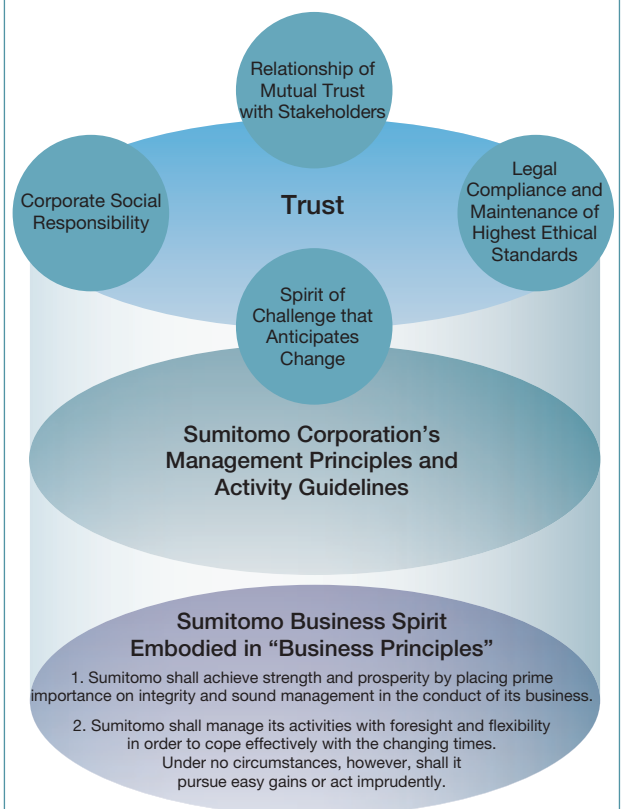 Relationship of
Mutual Trust
with Stakeholders
Corporate Social
Responsibility
Trust
Legal
Compliance and
Maintenance of
Highest Ethical
Standards
Spirit of
Challenge that
Anticipates
Change
Sumitomo Corporation’s
Management Principles and
Activity Guidelines
Sumitomo Business Spirit
Embodied in “Business Principles”
1. Sumitomo shall achieve strength and prosperity by placing prime
importance on integrity and sound management in the conduct of its business.
2. Sumitomo shall manage its activities with foresight and flexibility
in order to cope effectively with the changing times.
Under no circumstances, however, shall it
pursue easy gains or act imprudently.